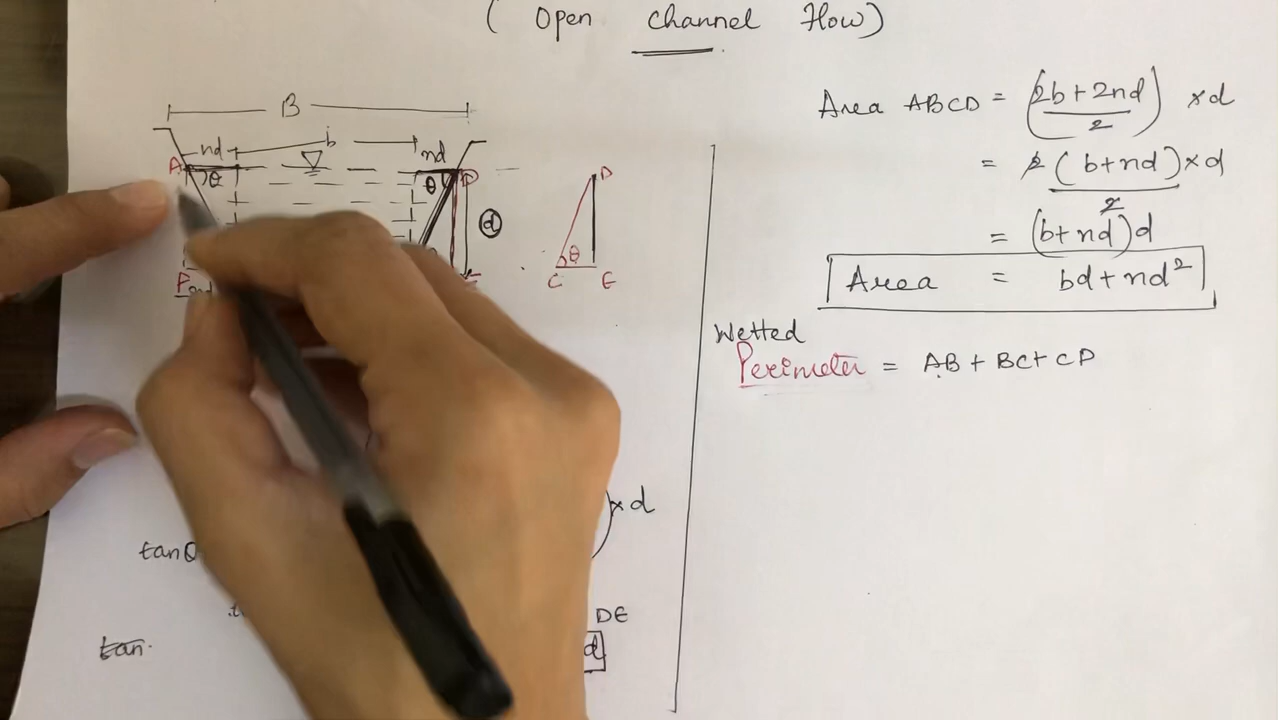 ( Open channel flow)
B
nd b nd
A θ θ D
d
F
D
θ
C E
tanθ
x d
DE
tan.
d
Area ABCD = (2b+2nd/2) x d
= 2(b+nd) x d / 2
= (b+nd)d
Area = bd + nd²
Wetted
Perimeter = AB + BC + CD